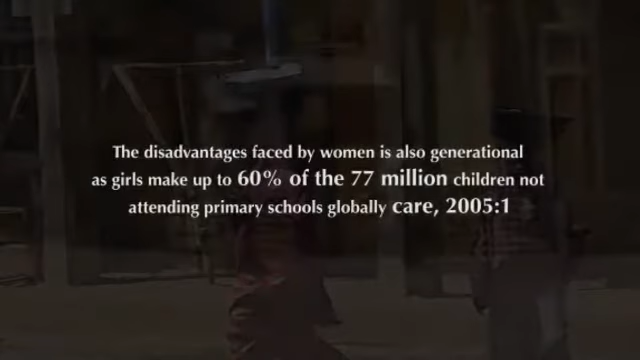 The disadvantages faced by women is also generational
as girls make up to 60% of the 77 million children not
attending primary schools globally care, 2005:1